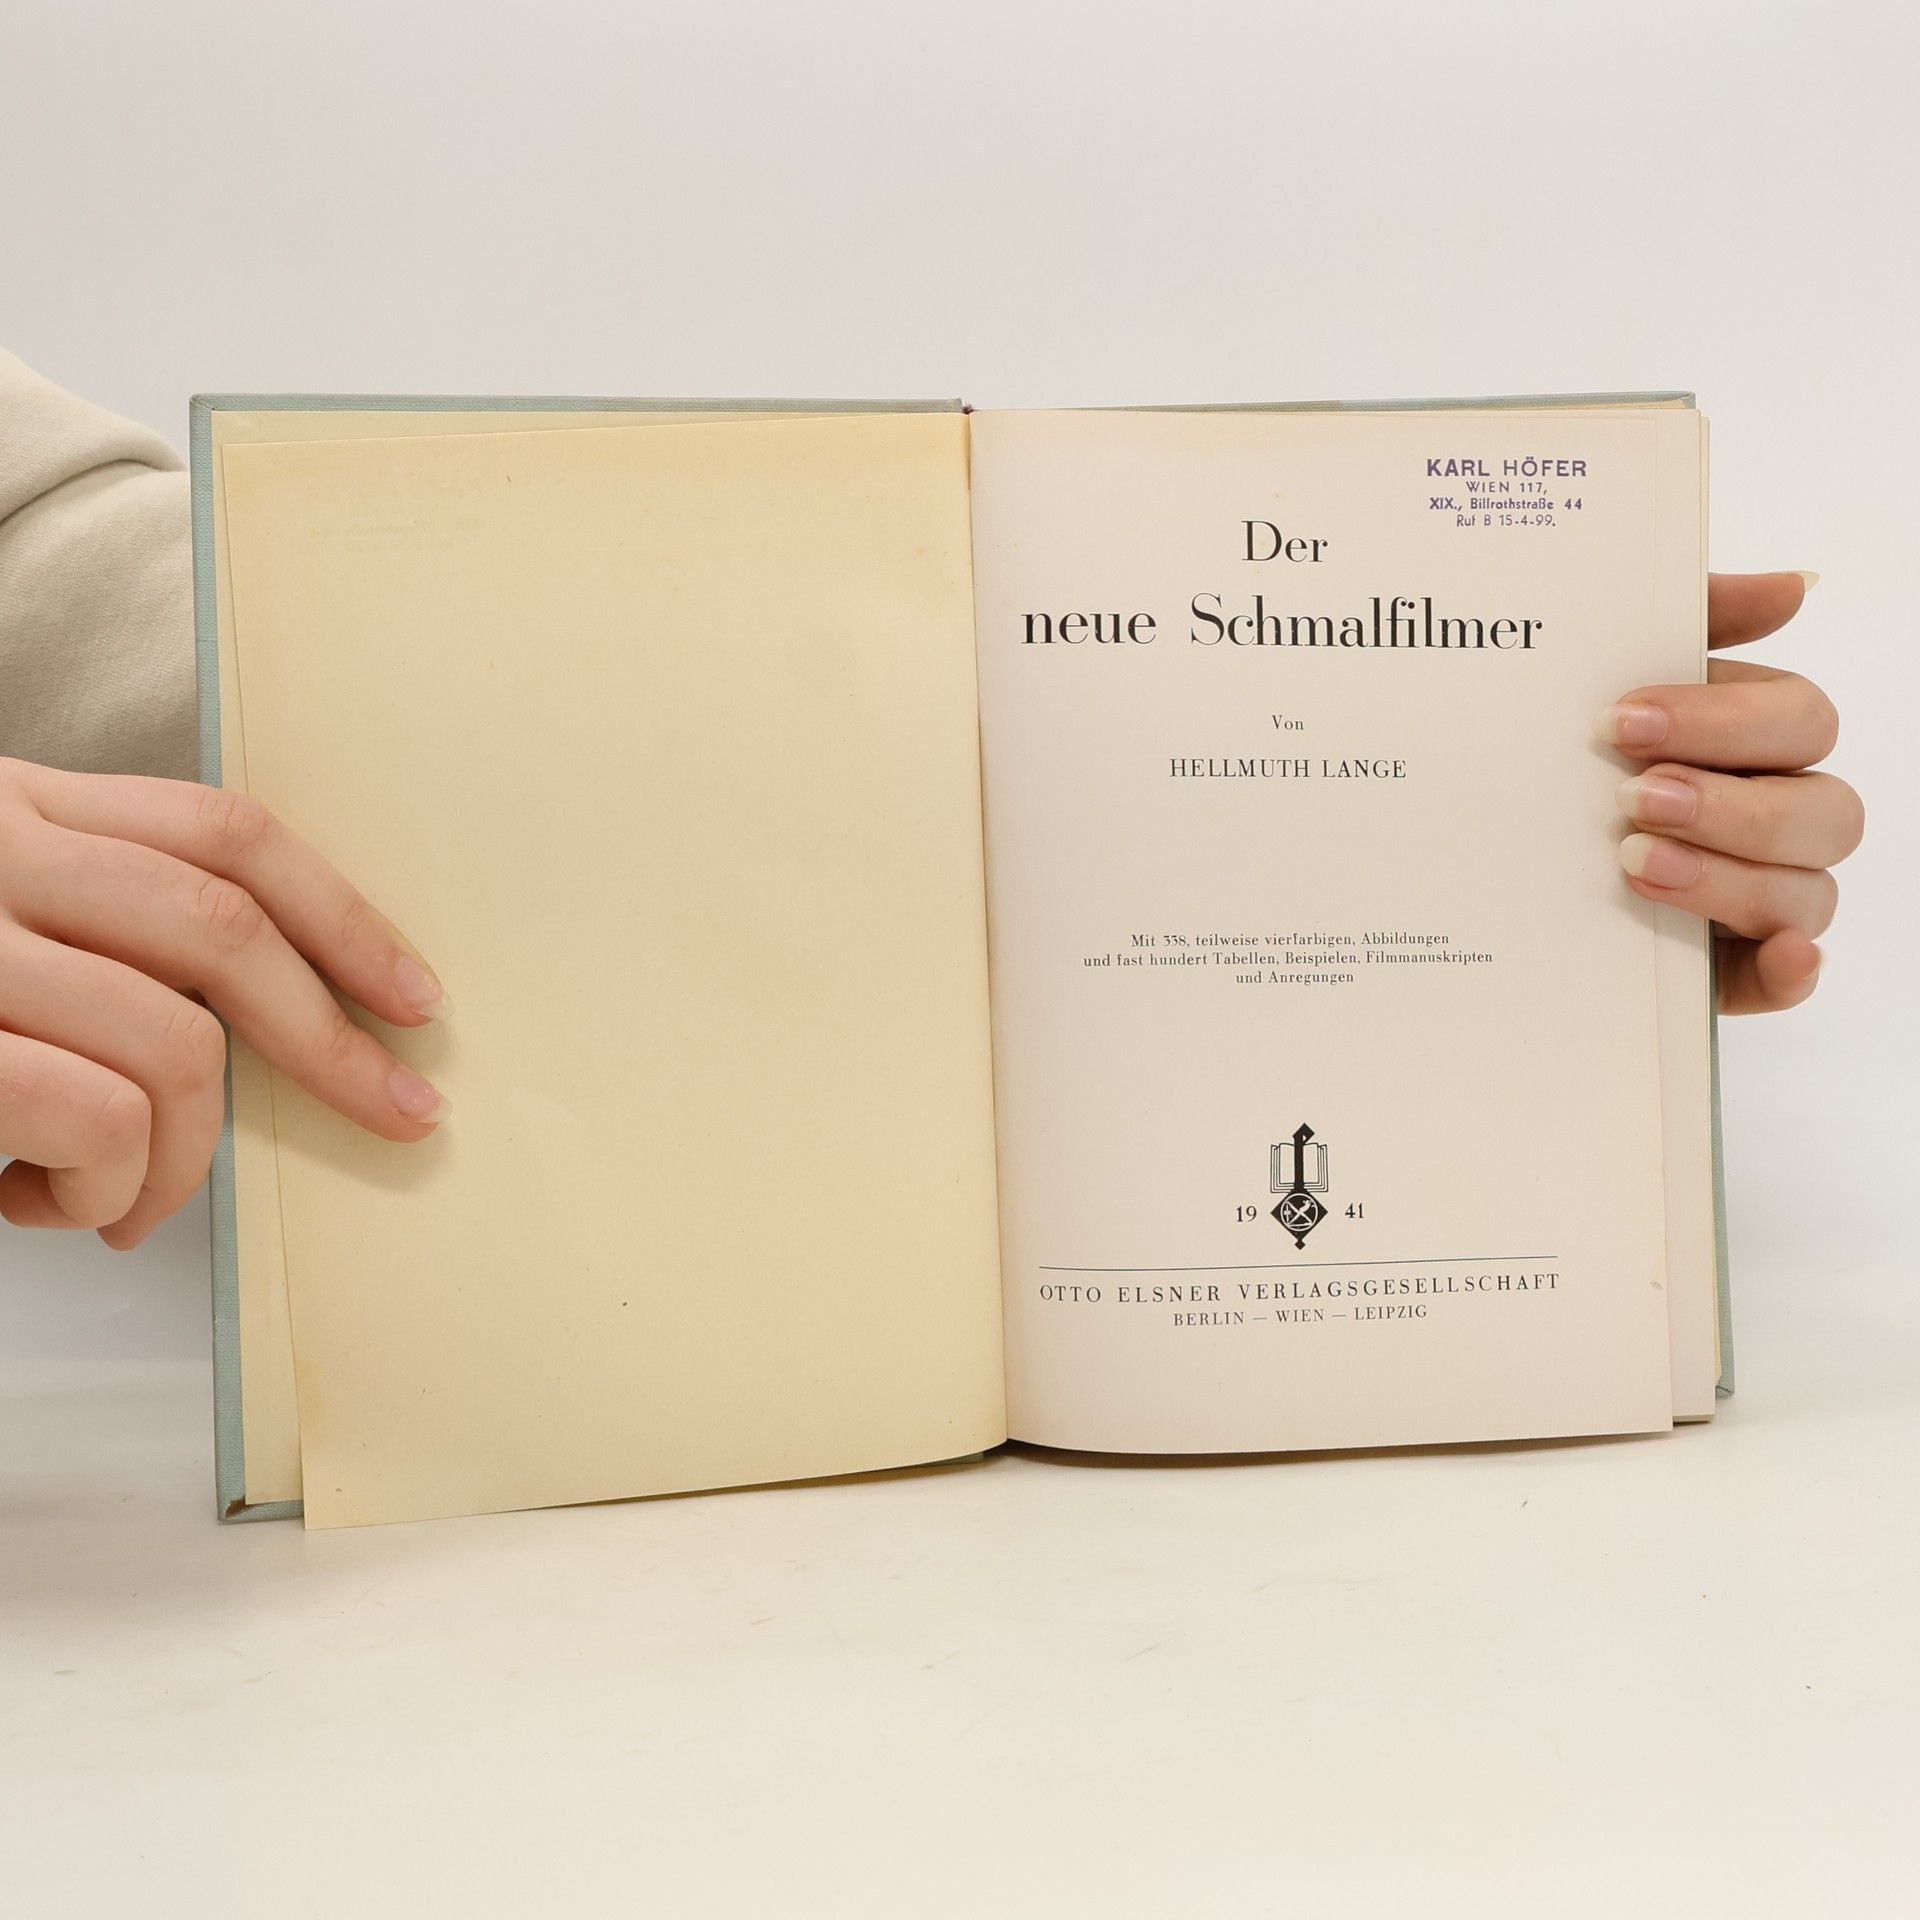 KARL HÖFER
WIEN 117,
XIX., Billrothstraße 44
Ruf B 15-4-99.
Der
neue Schmalfilmer
Von
HELLMUTH LANGE
Mit 338, teilweise vierfarbigen, Abbildungen
und fast hundert Tabellen, Beispielen, Filmmanuskripten
und Anregungen
19 41
OTTO ELSNER VERLAGSGESELLSCHAFT
BERLIN — WIEN — LEIPZIG